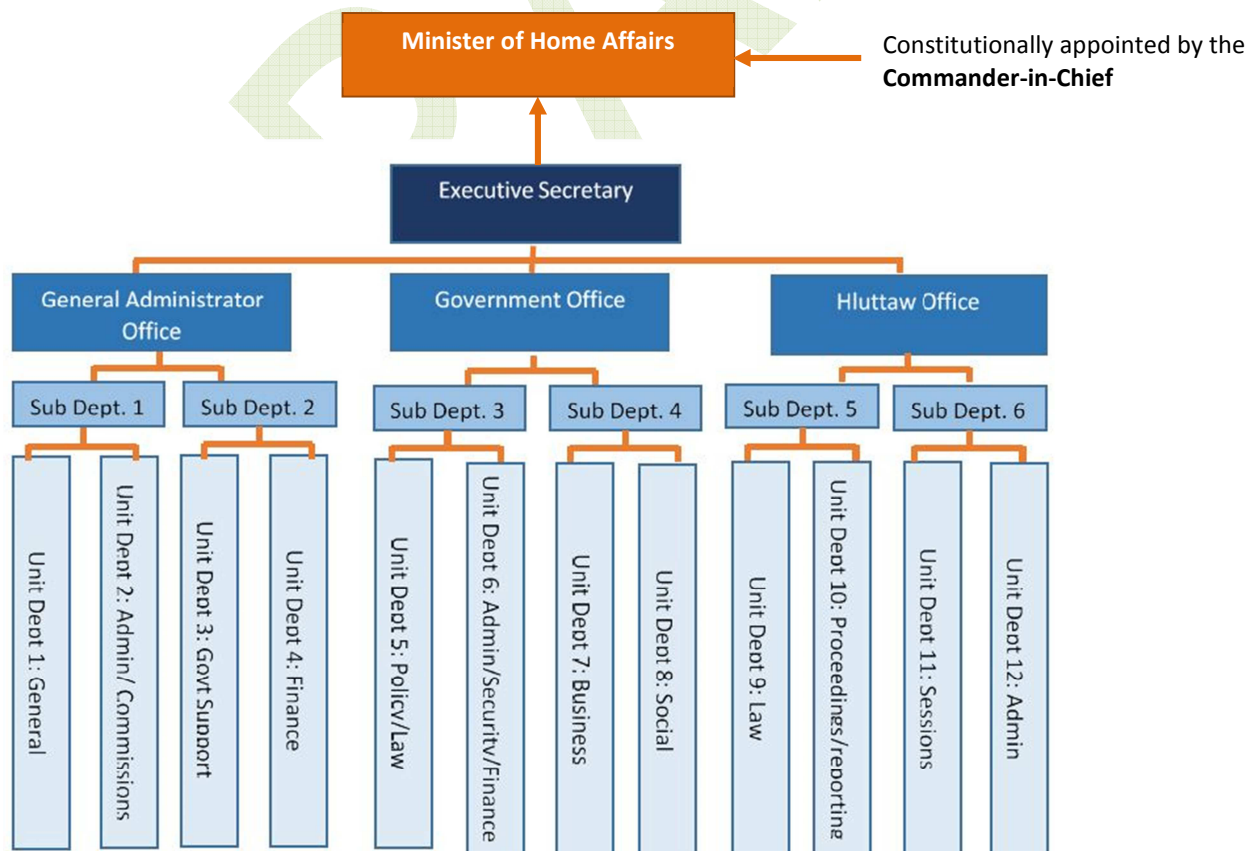 Minister of Home Affairs
Constitutionally appointed by the
Commander-in-Chief
Executive Secretary
General Administrator
Office
Government Office
Hluttaw Office
Sub Dept. 1
Sub Dept. 2
Sub Dept. 3
Sub Dept. 4
Sub Dept. 5
Sub Dept. 6
Unit Dept 1: General
Unit Dept 2: Admin/ Commissions
Unit Dept 3: Govt Support
Unit Dept 4: Finance
Unit Dept 5: Policy/Law
Unit Dept 6: Admin/Security/Finance
Unit Dept 7: Business
Unit Dept 8: Social
Unit Dept 9: Law
Unit Dept 10: Proceedings/reporting
Unit Dept 11: Sessions
Unit Dept 12: Admin